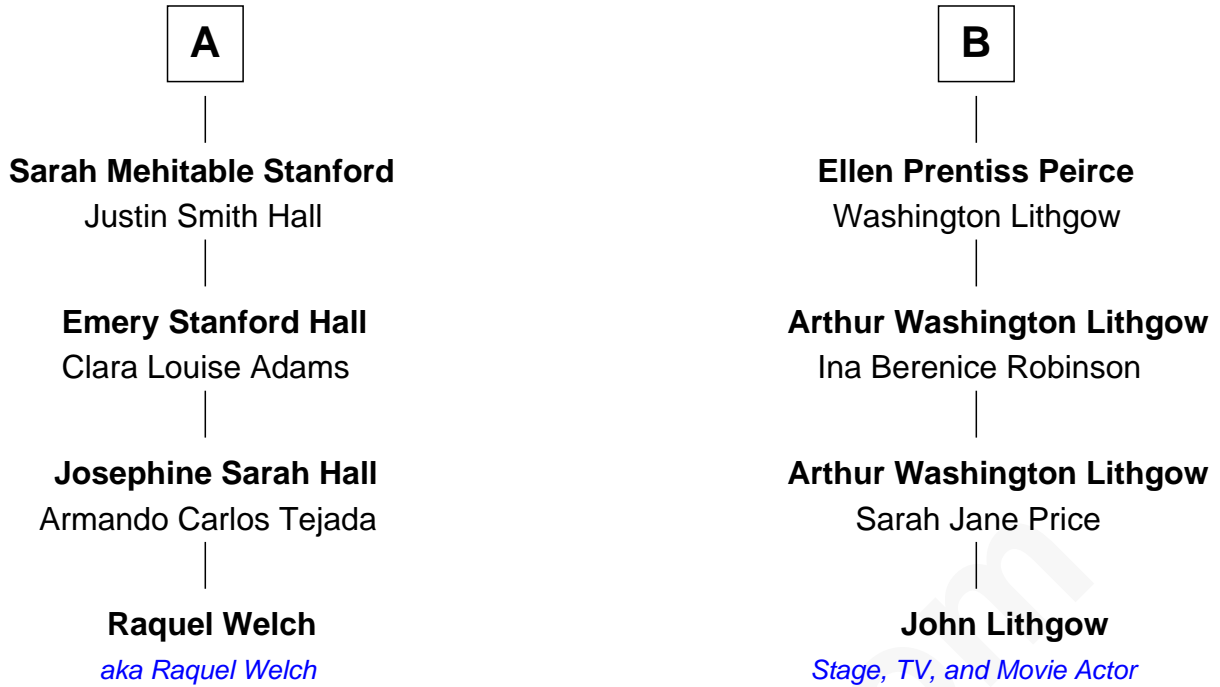 A
Sarah Mehitable Stanford
Justin Smith Hall
Emery Stanford Hall
Clara Louise Adams
Josephine Sarah Hall
Armando Carlos Tejada
Raquel Welch
aka Raquel Welch
B
Ellen Prentiss Peirce
Washington Lithgow
Arthur Washington Lithgow
Ina Berenice Robinson
Arthur Washington Lithgow
Sarah Jane Price
John Lithgow
Stage, TV, and Movie Actor